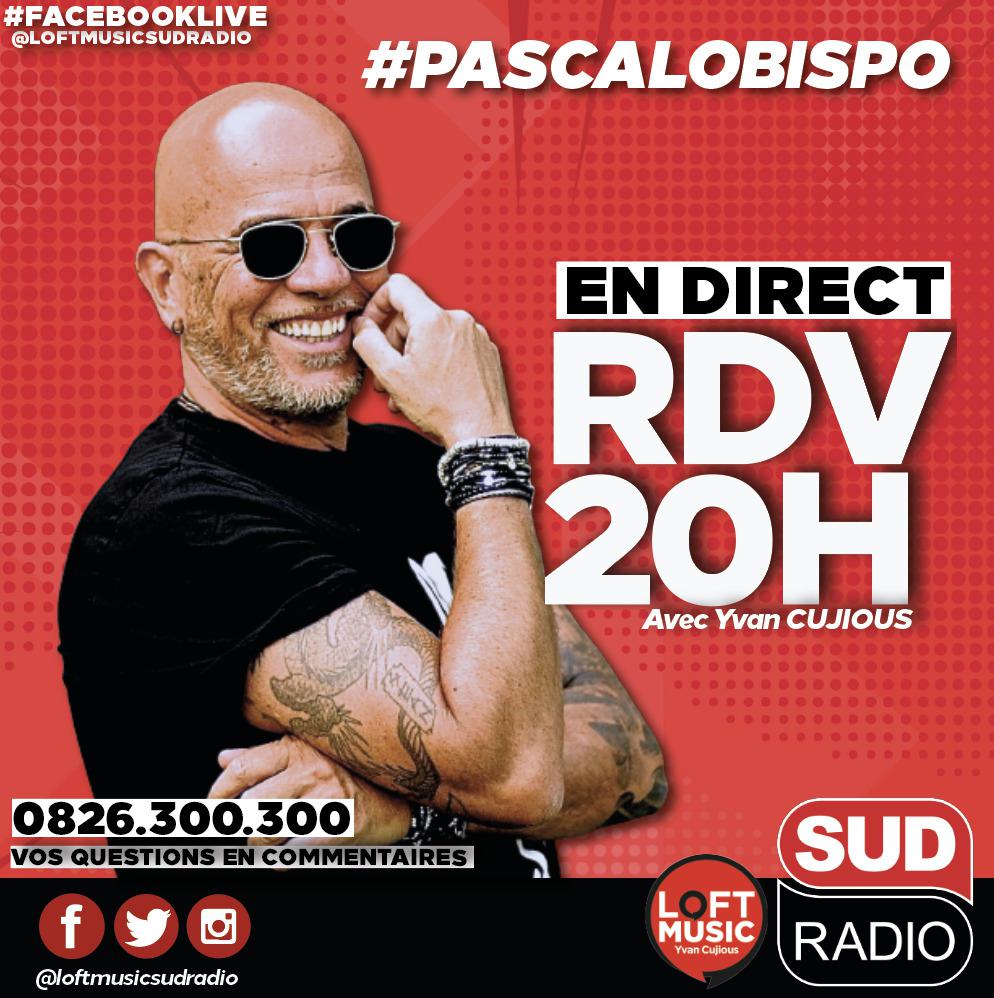 #FACEBOOKLIVE
@LOFTMUSICSUDRADIO
#PASCALOBISPO
EN DIRECT
RDV
20H
Avec Yvan CUJIOUS
0826.300.300
VOS QUESTIONS EN COMMENTAIRES
@loftmusicsudradio
LOFT
MUSIC
Yvan Cujious
SUD
RADIO